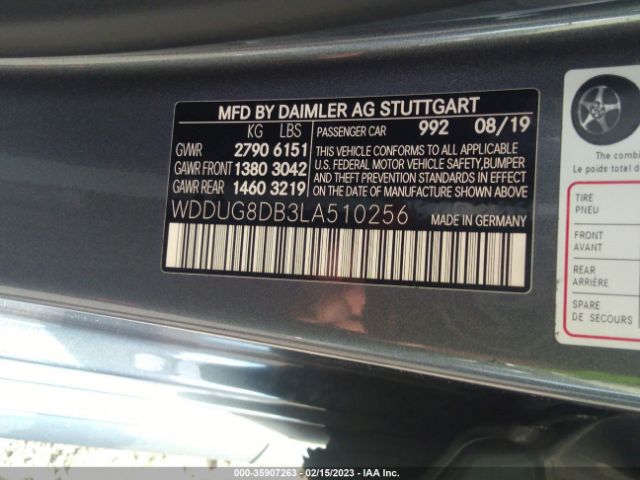 MFD BY DAIMLER AG STUTTGART
KG LBS
GVWR 2790 6151
GAWR FRONT 1380 3042
GAWR REAR 1460 3219
PASSENGER CAR 992 08/19
THIS VEHICLE CONFORMS TO ALL APPLICABLE
U.S. FEDERAL MOTOR VEHICLE SAFETY,BUMPER
AND THEFT PREVENTION STANDARDS IN EFFECT
ON THE DATE OF MANUFACTURE SHOWN ABOVE
WDDUG8DB3LA510256
MADE IN GERMANY
The combin
Le poids
TIRE
PNEU
FRONT
AVANT
REAR
ARRIÈRE
SPARE
DE SECOURS
000-35907263 - 02/15/2023 - IAA Inc.